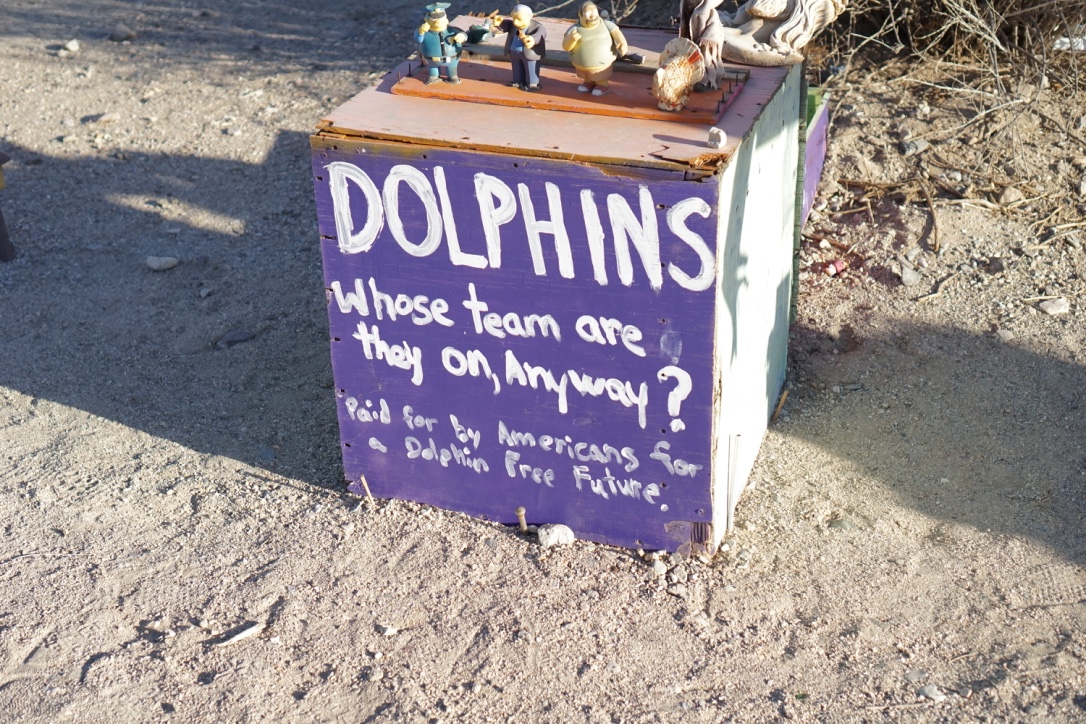 DOLPHINS
Whose team are
they on, Anyway?
Paid for by Americans for
a Dolphin Free Future.